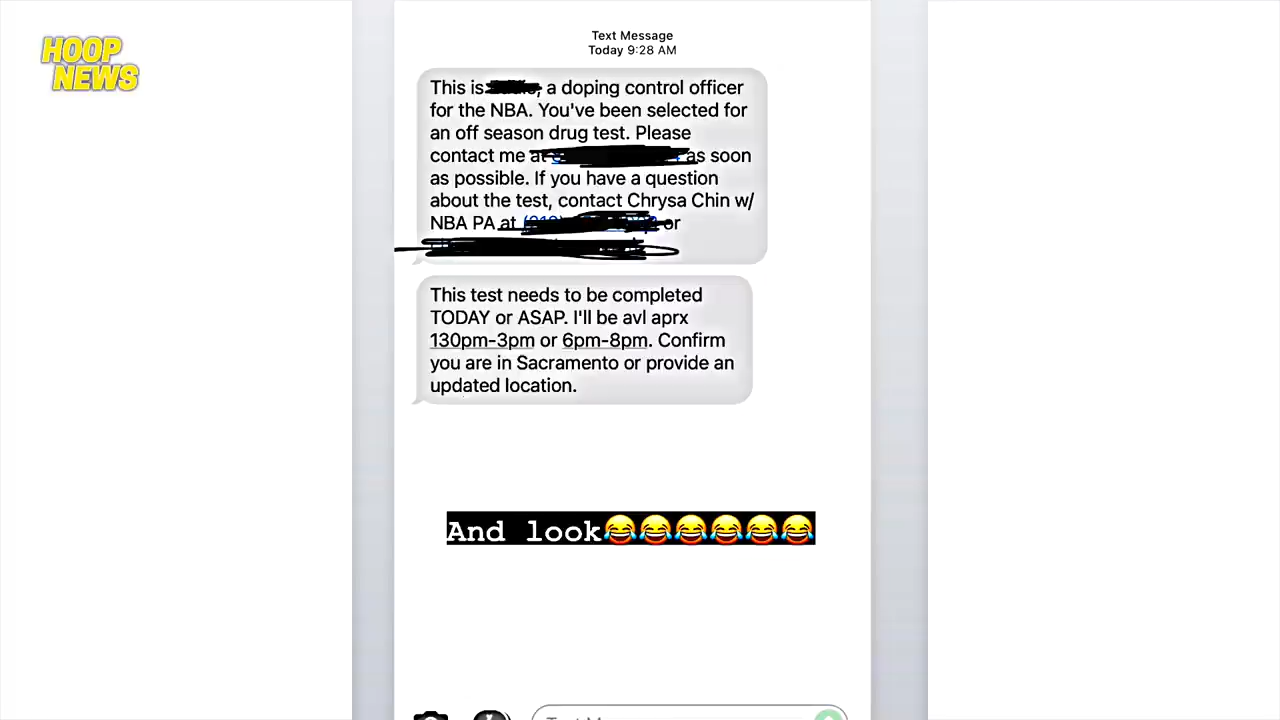 HOOP
NEWS
Text Message
Today 9:28 AM
This is a doping control officer
for the NBA. You've been selected for
an off season drug test. Please
contact me at as soon
as possible. If you have a question
about the test, contact Chrysa Chin w/
NBA PA at or
This test needs to be completed
TODAY or ASAP. I'll be avl aprx
130pm-3pm or 6pm-8pm. Confirm
you are in Sacramento or provide an
updated location.
And look😂😂😂😂😂😂